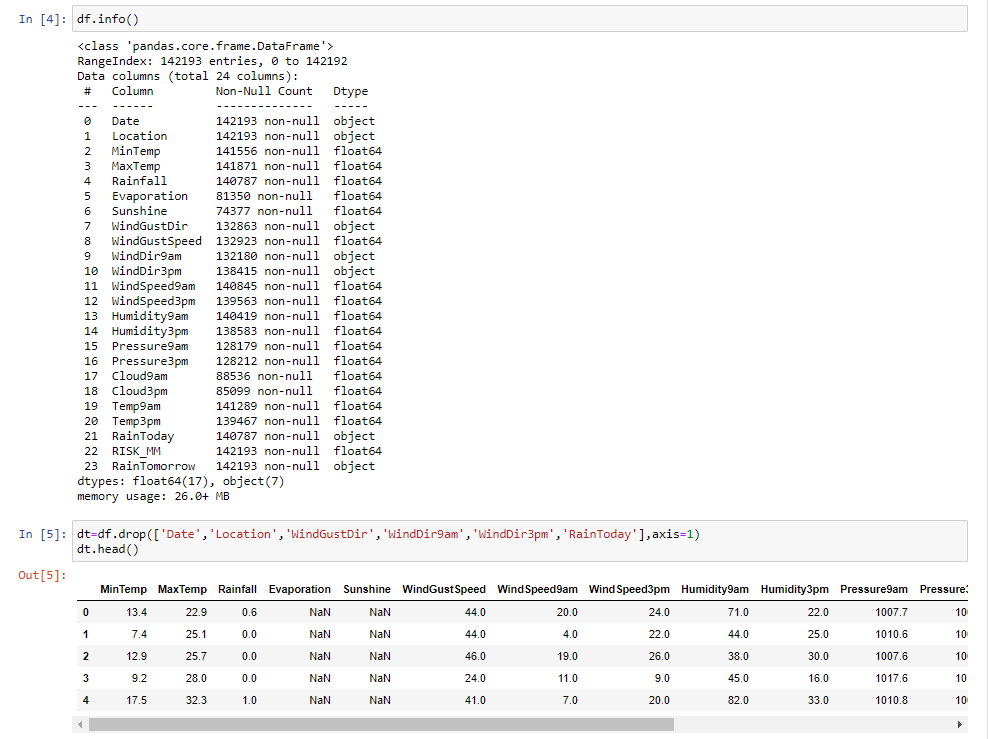 In [4]: df.info()
<class 'pandas.core.frame.DataFrame'>
RangeIndex: 142193 entries, 0 to 142192
Data columns (total 24 columns):
 #   Column         Non-Null Count   Dtype
---  ------         --------------   -----
 0   Date           142193 non-null  object
 1   Location       142193 non-null  object
 2   MinTemp        141556 non-null  float64
 3   MaxTemp        141871 non-null  float64
 4   Rainfall       140787 non-null  float64
 5   Evaporation    81350 non-null   float64
 6   Sunshine       74377 non-null   float64
 7   WindGustDir    132863 non-null  object
 8   WindGustSpeed  132923 non-null  float64
 9   WindDir9am     132180 non-null  object
 10  WindDir3pm     138415 non-null  object
 11  WindSpeed9am   140845 non-null  float64
 12  WindSpeed3pm   139563 non-null  float64
 13  Humidity9am    140419 non-null  float64
 14  Humidity3pm    138583 non-null  float64
 15  Pressure9am    128179 non-null  float64
 16  Pressure3pm    128212 non-null  float64
 17  Cloud9am       88536 non-null   float64
 18  Cloud3pm       85099 non-null   float64
 19  Temp9am        141289 non-null  float64
 20  Temp3pm        139467 non-null  float64
 21  RainToday      140787 non-null  object
 22  RISK_MM        142193 non-null  float64
 23  RainTomorrow   142193 non-null  object
dtypes: float64(17), object(7)
memory usage: 26.0+ MB
In [5]: dt=df.drop(['Date','Location','WindGustDir','WindDir9am','WindDir3pm','RainToday'],axis=1)
dt.head()
Out[5]:
MinTemp MaxTemp Rainfall Evaporation Sunshine WindGustSpeed WindSpeed9am WindSpeed3pm Humidity9am Humidity3pm Pressure9am
0 13.4 22.9 0.6 NaN NaN 44.0 20.0 24.0 71.0 22.0 1007.7
1 7.4 25.1 0.0 NaN NaN 44.0 4.0 22.0 44.0 25.0 1010.6
2 12.9 25.7 0.0 NaN NaN 46.0 19.0 26.0 38.0 30.0 1007.6
3 9.2 28.0 0.0 NaN NaN 24.0 11.0 9.0 45.0 16.0 1017.6
4 17.5 32.3 1.0 NaN NaN 41.0 7.0 20.0 82.0 33.0 1010.8